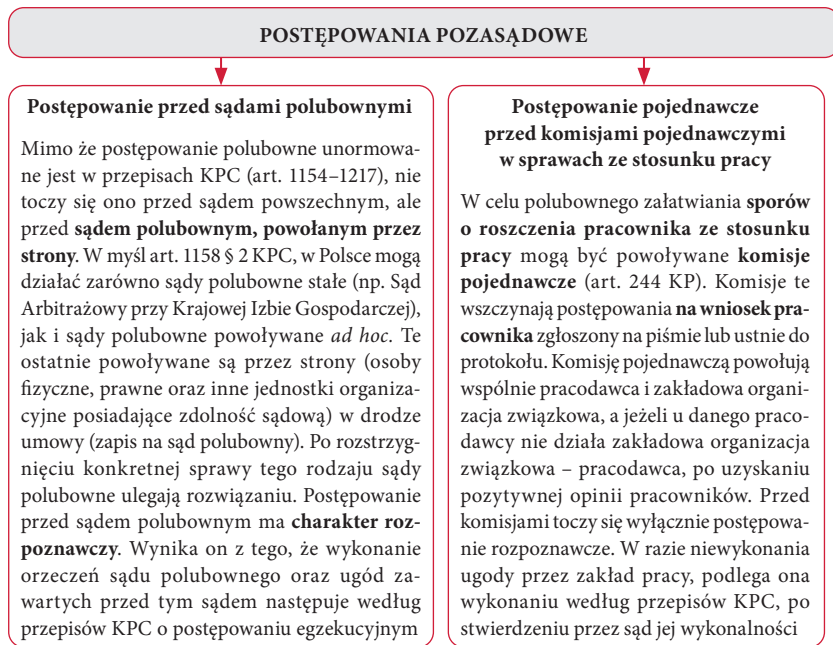 POSTĘPOWANIA POZASĄDOWE
Postępowanie przed sądami polubownymi
Mimo że postępowanie polubowne unormowa-
ne jest w przepisach KPC (art. 1154–1217), nie
toczy się ono przed sądem powszechnym, ale
przed sądem polubownym, powołanym przez
strony. W myśl art. 1158 § 2 KPC, w Polsce mogą
działać zarówno sądy polubowne stałe (np. Sąd
Arbitrażowy przy Krajowej Izbie Gospodarczej),
jak i sądy polubowne powoływane ad hoc. Te
ostatnie powoływane są przez strony (osoby
fizyczne, prawne oraz inne jednostki organiza-
cyjne posiadające zdolność sądową) w drodze
umowy (zapis na sąd polubowny). Po rozstrzyg-
nięciu konkretnej sprawy tego rodzaju sądy
polubowne ulegają rozwiązaniu. Postępowanie
przed sądem polubownym ma charakter roz-
poznawczy. Wynika on z tego, że wykonanie
orzeczeń sądu polubownego oraz ugód za-
wartych przed tym sądem następuje według
przepisów KPC o postępowaniu egzekucyjnym
Postępowanie pojednawcze
przed komisjami pojednawczymi
w sprawach ze stosunku pracy
W celu polubownego załatwiania sporów
o roszczenia pracownika ze stosunku
pracy mogą być powoływane komisje
pojednawcze (art. 244 KP). Komisje te
wszczynają postępowania na wniosek pra-
cownika zgłoszony na piśmie lub ustnie do
protokołu. Komisję pojednawczą powołują
wspólnie pracodawca i zakładowa organi-
zacja związkowa, a jeżeli u danego praco-
dawcy nie działa zakładowa organizacja
związkowa – pracodawca, po uzyskaniu
pozytywnej opinii pracowników. Przed
komisjami toczy się wyłącznie postępowa-
nie rozpoznawcze. W razie niewykonania
ugody przez zakład pracy, podlega ona
wykonaniu według przepisów KPC, po
stwierdzeniu przez sąd jej wykonalności